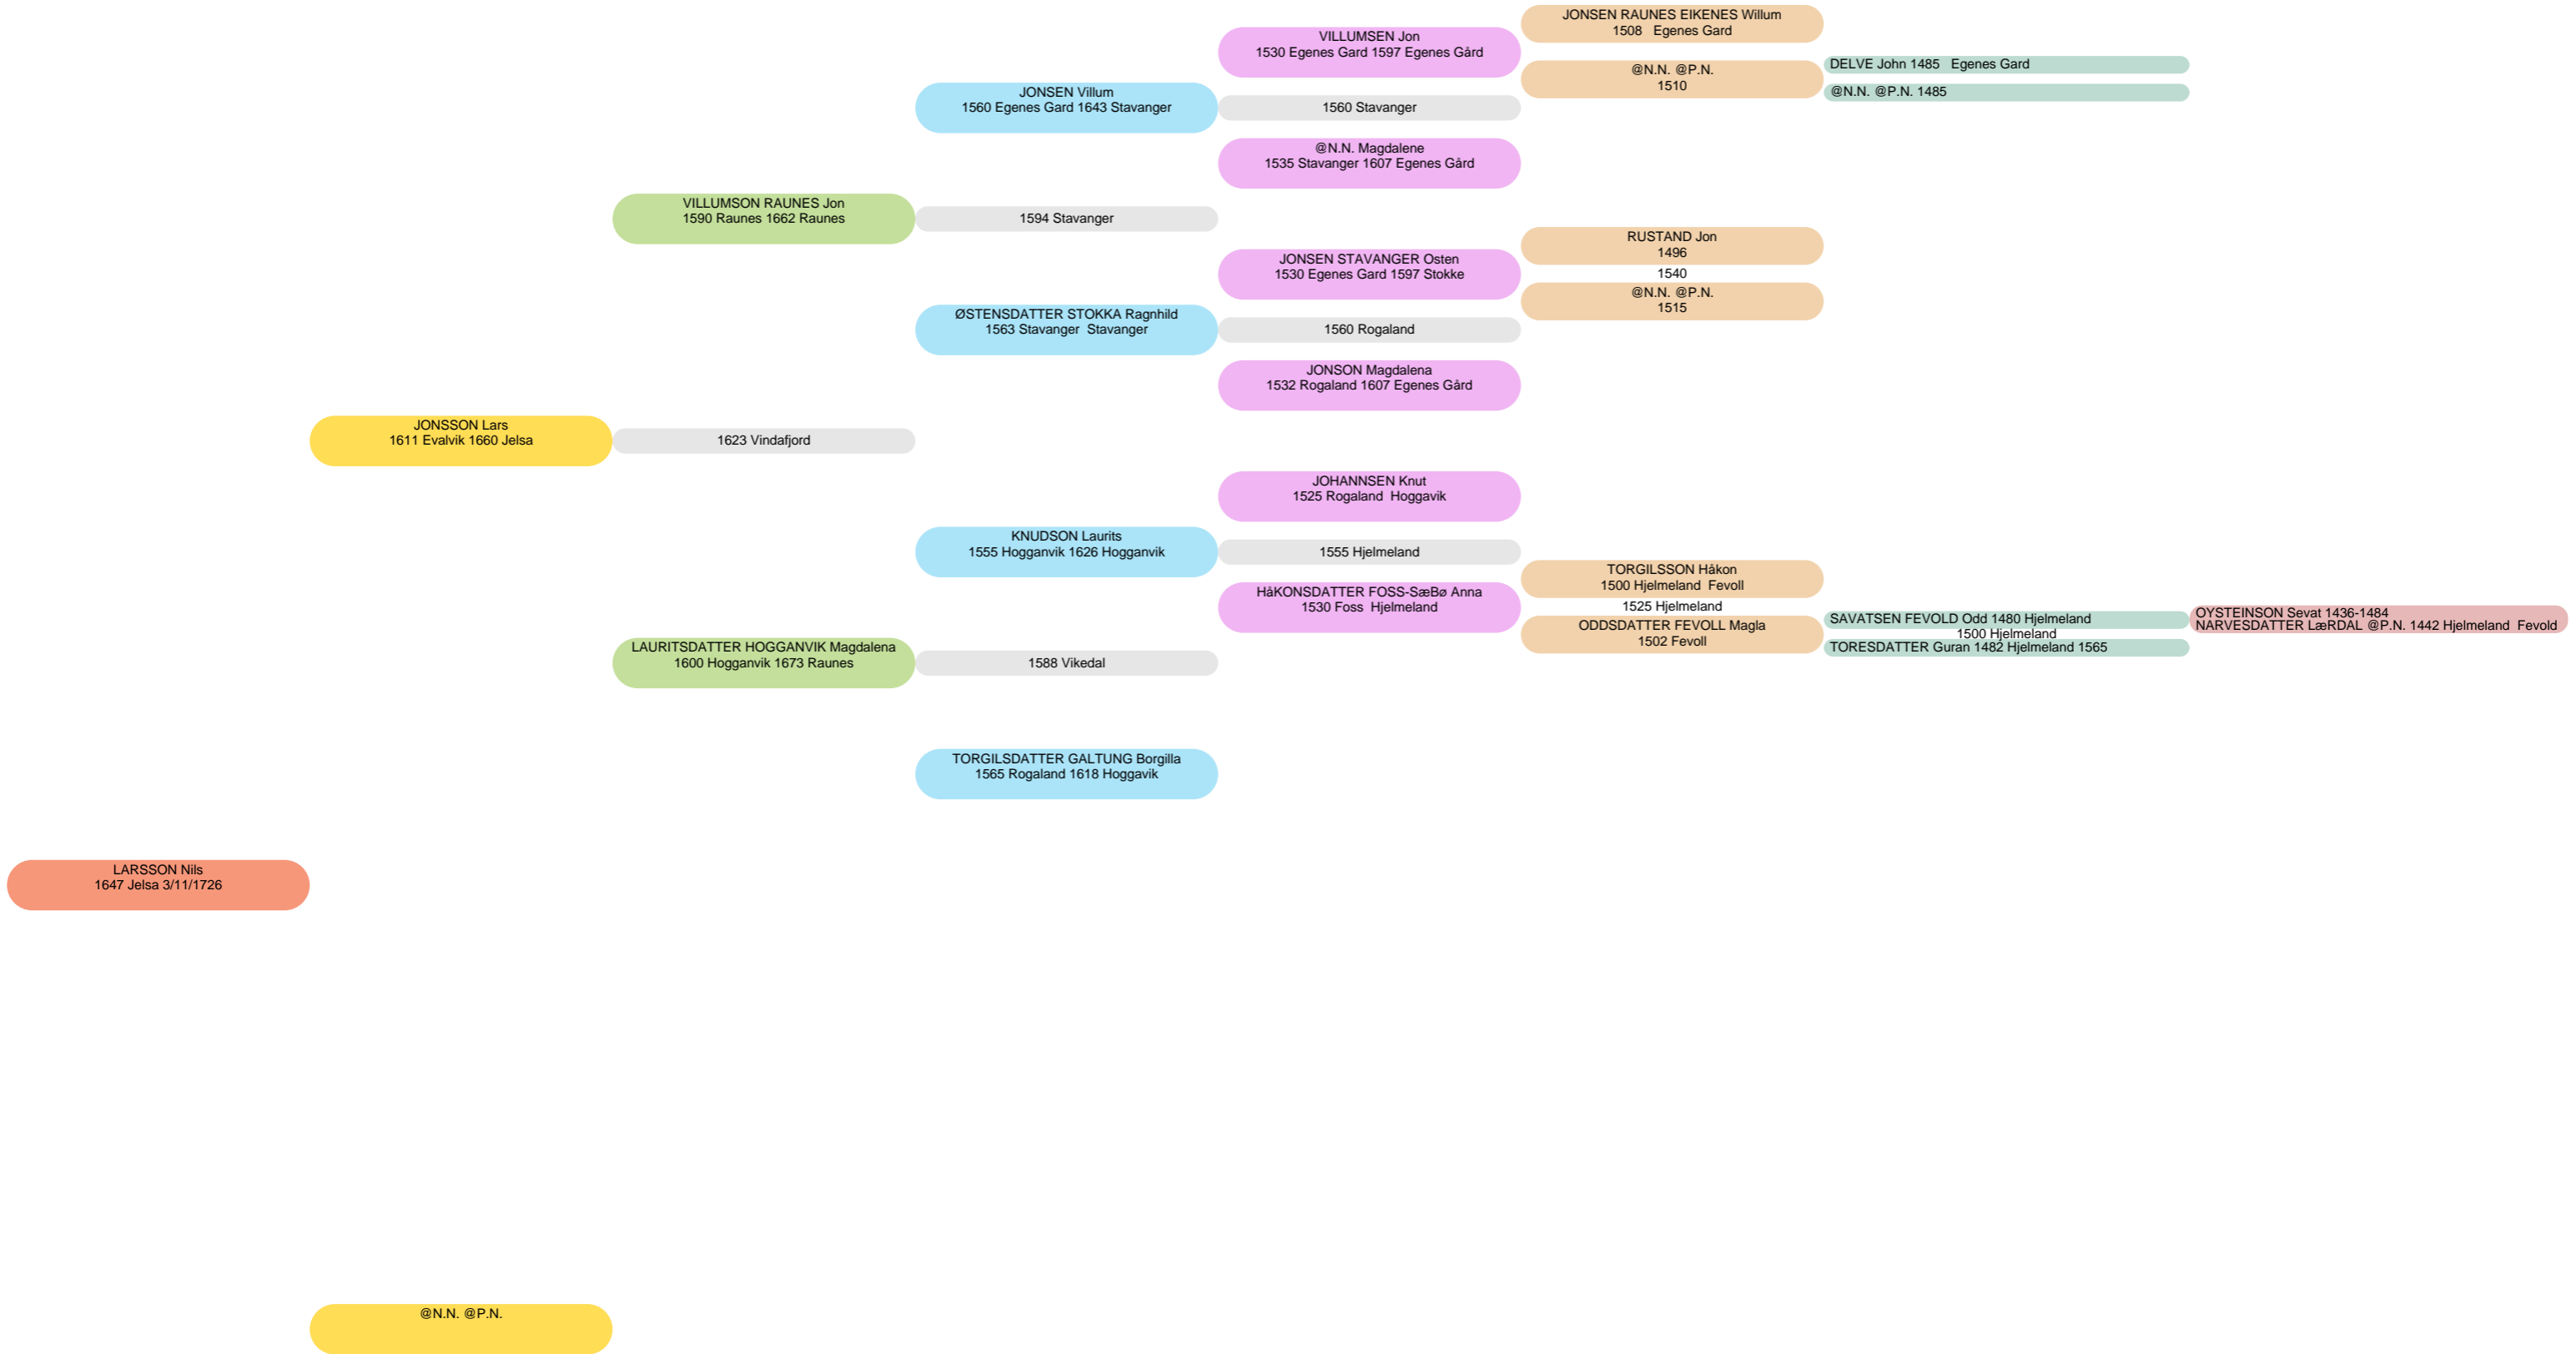 JONSEN RAUNES EIKENES Willum
1508   Egenes Gard
VILLUMSEN Jon
1530 Egenes Gard 1597 Egenes Gård
DELVE John 1485   Egenes Gard
@N.N. @P.N.
1510
@N.N. @P.N. 1485
JONSEN Villum
1560 Egenes Gard 1643 Stavanger
1560 Stavanger
@N.N. Magdalene
1535 Stavanger 1607 Egenes Gård
VILLUMSON RAUNES Jon
1590 Raunes 1662 Raunes
1594 Stavanger
RUSTAND Jon
1496
JONSEN STAVANGER Osten
1530 Egenes Gard 1597 Stokke
1540
@N.N. @P.N.
1515
ØSTENSDATTER STOKKA Ragnhild
1563 Stavanger  Stavanger
1560 Rogaland
JONSON Magdalena
1532 Rogaland 1607 Egenes Gård
JONSSON Lars
1611 Evalvik 1660 Jelsa
1623 Vindafjord
JOHANNSEN Knut
1525 Rogaland  Hoggavik
KNUDSON Laurits
1555 Hogganvik 1626 Hogganvik
1555 Hjelmeland
TORGILSSON Håkon
1500 Hjelmeland  Fevoll
HåKONSDATTER FOSS-SæBø Anna
1530 Foss  Hjelmeland
1525 Hjelmeland
ODDSDATTER FEVOLL Magla
1502 Fevoll
SAVATSEN FEVOLD Odd 1480 Hjelmeland
1500 Hjelmeland
TORESDATTER Guran 1482 Hjelmeland 1565
OYSTEINSON Sevat 1436-1484
NARVESDATTER LæRDAL @P.N. 1442 Hjelmeland  Fevold
LAURITSDATTER HOGGANVIK Magdalena
1600 Hogganvik 1673 Raunes
1588 Vikedal
TORGILSDATTER GALTUNG Borgilla
1565 Rogaland 1618 Hoggavik
LARSSON Nils
1647 Jelsa 3/11/1726
@N.N. @P.N.